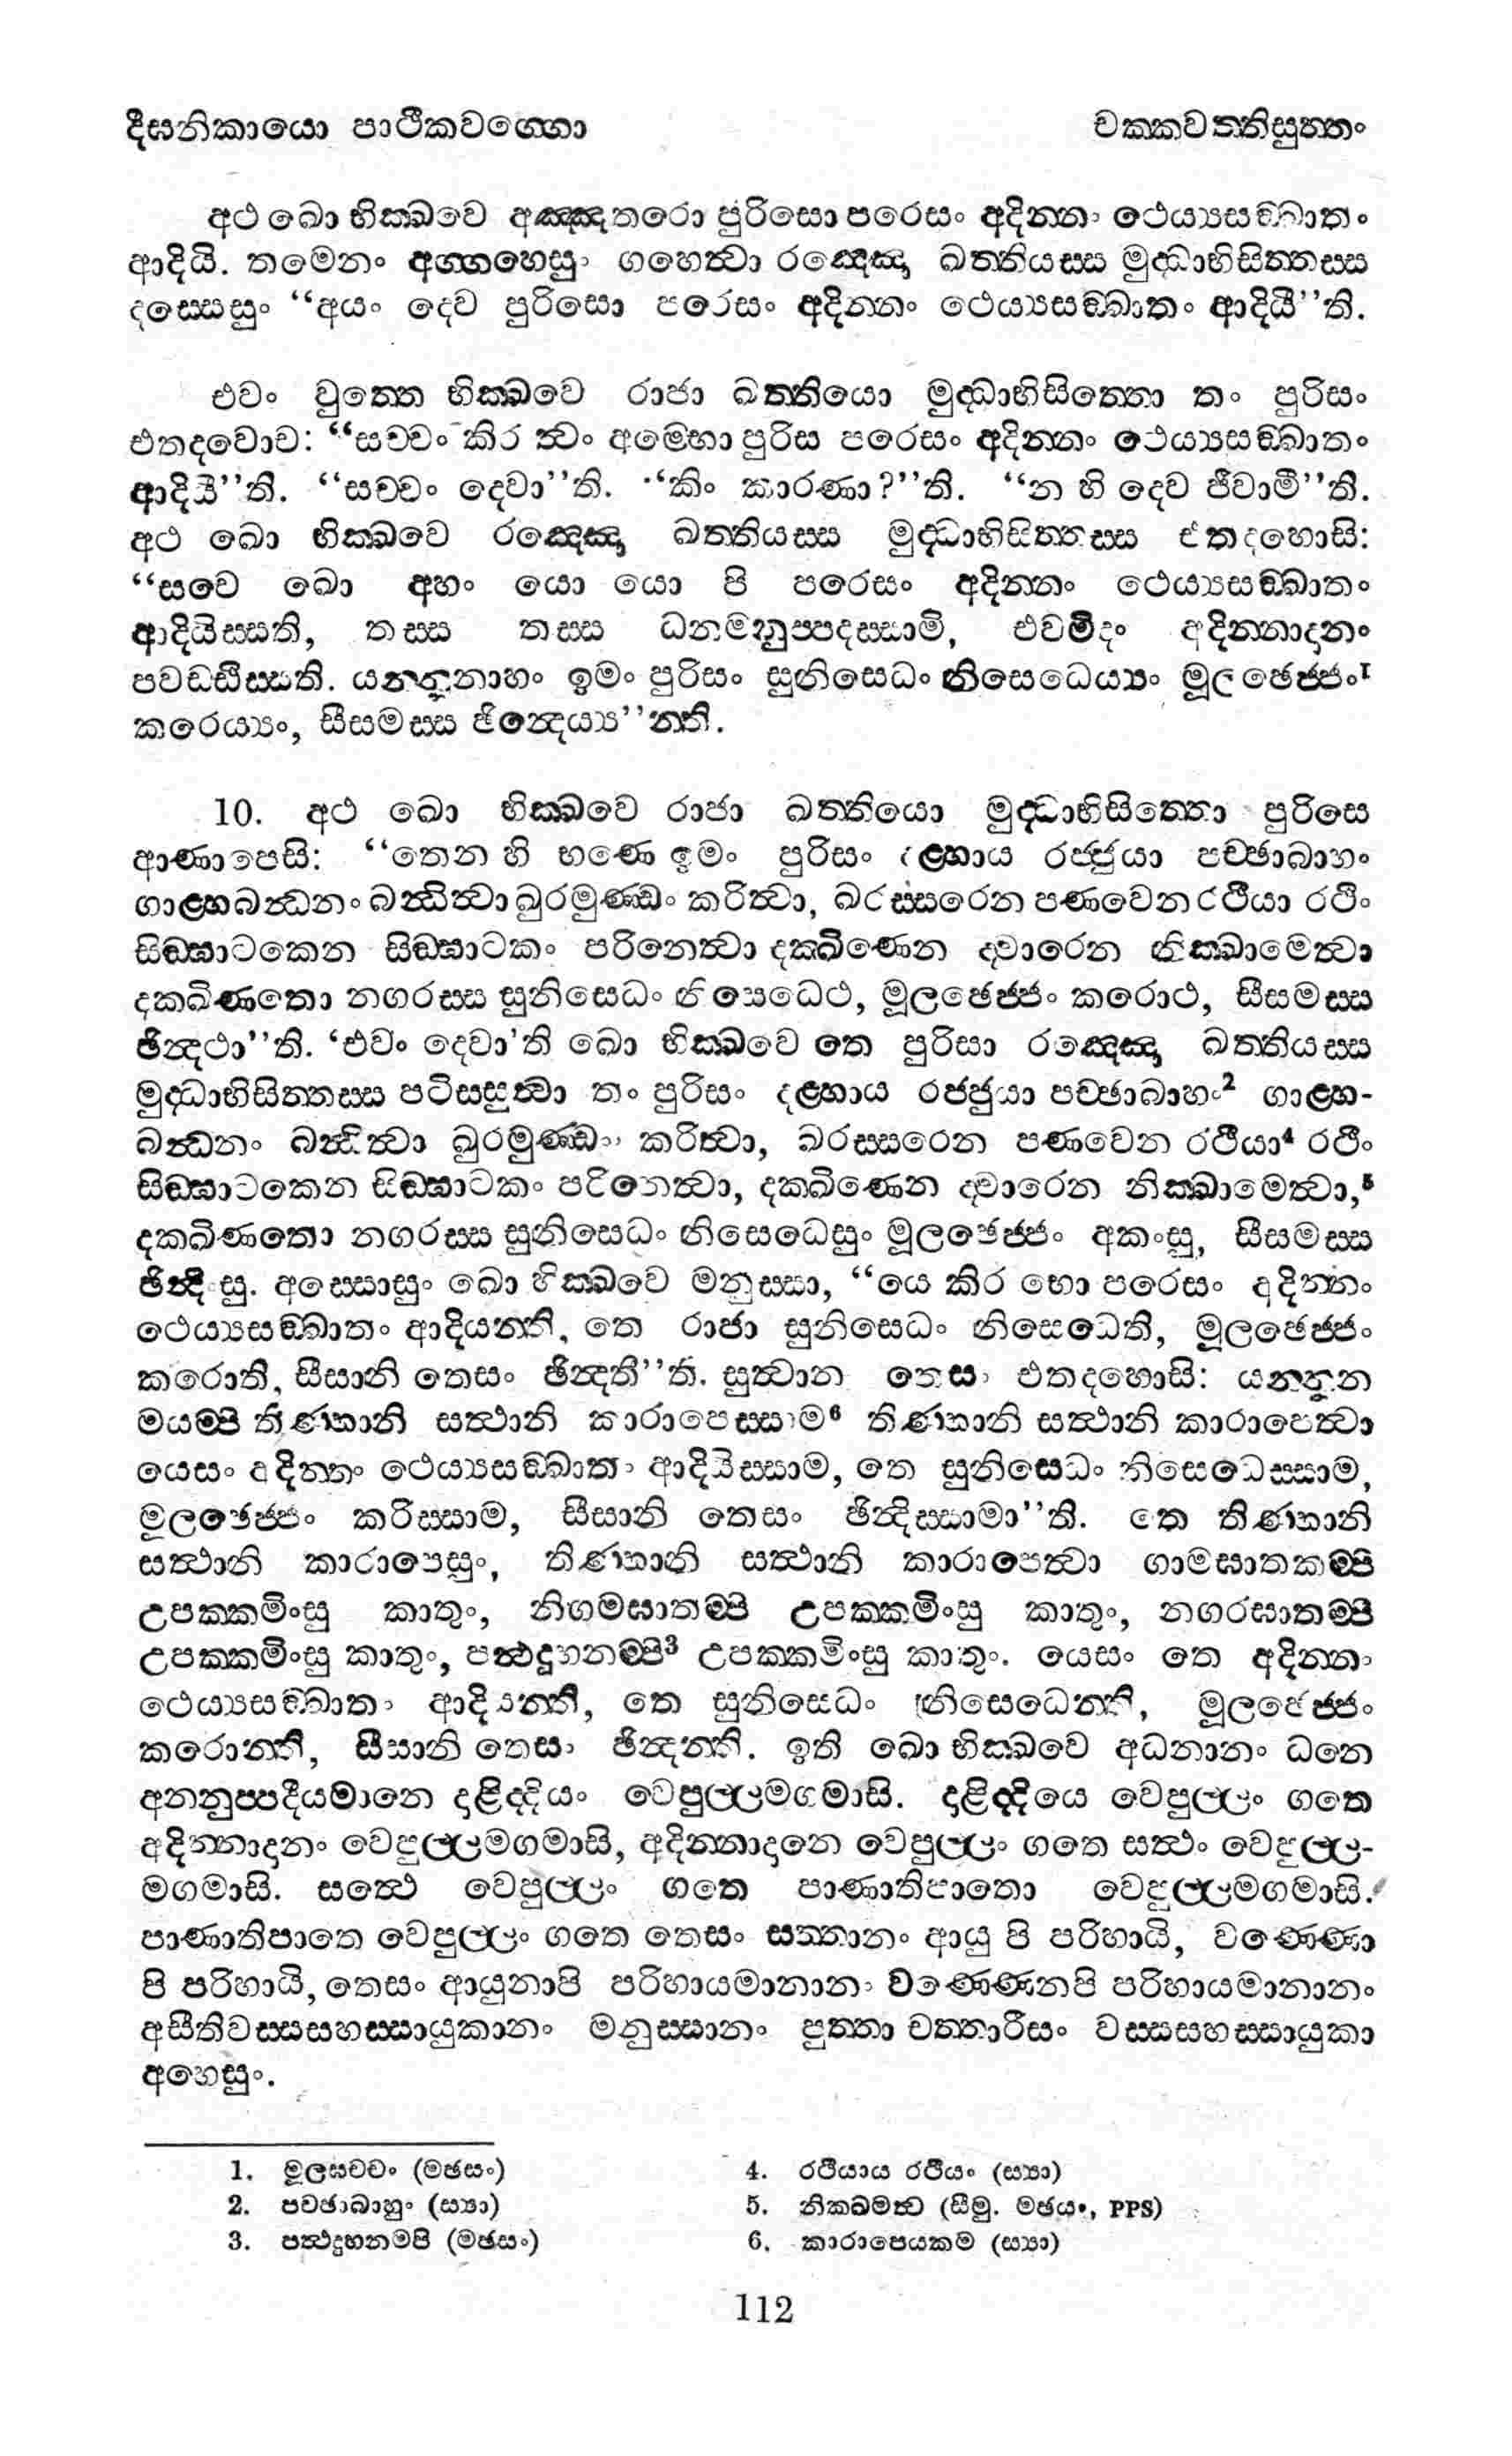 දීඝනිකායො පාථිකවග්ගො චක්කවත්තිසුත්තං
අථ ඛො භික්ඛවෙ අඤ්ඤතරො පුරිසො පරෙසං අදින්නං ථෙය්‍යසඞ්ඛාතං
ආදියි. තමෙනං අග්ගහෙසුං ගහෙත්‍වා රඤ්ඤො ඛත්තියස්ස මුද්ධාභිසිත්තස්ස
දස්සෙසුං “අයං දෙව පුරිසො පරෙසං අදින්නං ථෙය්‍යසඞ්ඛාතං ආදියී”ති.
එවං වුත්තෙ භික්ඛවෙ රාජා ඛත්තියො මුද්ධාභිසිත්තො තං පුරිසං
එතදවොච: “සච්චං කිර ත්‍වං අම්භො පුරිස පරෙසං අදින්නං ථෙය්‍යසඞ්ඛාතං
ආදියී”ති. “සච්චං දෙවා”ති. “කිං කාරණා?”ති. “න හි දෙව ජීවාමී”ති.
අථ ඛො භික්ඛවෙ රඤ්ඤො ඛත්තියස්ස මුද්ධාභිසිත්තස්ස එතදහොසි:
“සචෙ ඛො අහං යො යො පි පරෙසං අදින්නං ථෙය්‍යසඞ්ඛාතං
ආදියිස්සති, තස්ස තස්ස ධනමනුප්පදස්සාමි, එවමිදං අදින්නාදානං
පවඩ්ඪිස්සති. යන්නූනාහං ඉමං පුරිසං සුනිසෙධං නිසෙධෙය්‍යං මූලඡෙජ්ජං1
කරෙය්‍යං, සීසමස්ස ඡින්දෙය්‍ය”න්ති.
10. අථ ඛො භික්ඛවෙ රාජා ඛත්තියො මුද්ධාභිසිත්තො පුරිසෙ
ආණාපෙසි: “තෙන හි භණෙ ඉමං පුරිසං දළ්හාය රජ්ජුයා පච්ඡාබාහං
ගාළ්හබන්ධනං බන්ධිත්‍වා ඛුරමුණ්ඩං කරිත්‍වා, ඛරස්සරෙන පණවෙන රථියා රථිං
සිඞ්ඝාටකෙන සිඞ්ඝාටකං පරිනෙත්‍වා දක්ඛිණෙන ද්‍වාරෙන නික්ඛාමෙත්‍වා
දක්ඛිණතො නගරස්ස සුනිසෙධං නිසෙධෙථ, මූලඡෙජ්ජං කරොථ, සීසමස්ස
ඡින්දථා”ති. ‘එවං දෙවා’ති ඛො භික්ඛවෙ තෙ පුරිසා රඤ්ඤො ඛත්තියස්ස
මුද්ධාභිසිත්තස්ස පටිස්සුත්‍වා තං පුරිසං දළ්හාය රජ්ජුයා පච්ඡාබාහං2 ගාළ්හ-
බන්ධනං බන්ධිත්‍වා ඛුරමුණ්ඩං කරිත්‍වා, ඛරස්සරෙන පණවෙන රථියා4 රථිං
සිඞ්ඝාටකෙන සිඞ්ඝාටකං පරිනෙත්‍වා, දක්ඛිණෙන ද්‍වාරෙන නික්ඛාමෙත්‍වා,5
දක්ඛිණතො නගරස්ස සුනිසෙධං නිසෙධෙසුං මූලඡෙජ්ජං අකංසු, සීසමස්ස
ඡින්දිංසු. අස්සොසුං ඛො භික්ඛවෙ මනුස්සා, “යෙ කිර භො පරෙසං අදින්නං
ථෙය්‍යසඞ්ඛාතං ආදියන්ති, තෙ රාජා සුනිසෙධං නිසෙධෙති, මූලඡෙජ්ජං
කරොති, සීසානි තෙසං ඡින්දතී”ති. සුත්‍වාන තෙසං එතදහොසි: යන්නූන
මයම්පි තිණ්හානි සත්‍ථානි කාරාපෙස්සාම6 තිණ්හානි සත්‍ථානි කාරාපෙත්‍වා
යෙසං අදින්නං ථෙය්‍යසඞ්ඛාතං ආදියිස්සාම, තෙ සුනිසෙධං නිසෙධෙස්සාම,
මූලඡෙජ්ජං කරිස්සාම, සීසානි තෙසං ඡින්දිස්සාමා”ති. තෙ තිණ්හානි
සත්‍ථානි කාරාපෙසුං, තිණ්හානි සත්‍ථානි කාරාපෙත්‍වා ගාමඝාතකම්පි
උපක්කමිංසු කාතුං, නිගමඝාතම්පි උපක්කමිංසු කාතුං, නගරඝාතම්පි
උපක්කමිංසු කාතුං, පන්‍ථදූහනම්පි3 උපක්කමිංසු කාතුං. යෙසං තෙ අදින්නං
ථෙය්‍යසඞ්ඛාතං ආදියන්ති, තෙ සුනිසෙධං නිසෙධෙන්ති, මූලඡෙජ්ජං
කරොන්ති, සීසානි තෙසං ඡින්දන්ති. ඉති ඛො භික්ඛවෙ අධනානං ධනෙ
අනනුප්පදීයමානෙ දාළිද්දියං වෙපුල්ලමගමාසි. දාළිද්දියෙ වෙපුල්ලං ගතෙ
අදින්නාදානං වෙපුල්ලමගමාසි, අදින්නාදානෙ වෙපුල්ලං ගතෙ සත්‍ථං වෙපුල්ල-
මගමාසි. සත්‍ථෙ වෙපුල්ලං ගතෙ පාණාතිපාතො වෙපුල්ලමගමාසි.
පාණාතිපාතෙ වෙපුල්ලං ගතෙ තෙසං සත්තානං ආයු පි පරිහායි, වණ්ණො
පි පරිහායි, තෙසං ආයුනාපි පරිහායමානානං වණ්ණෙනපි පරිහායමානානං
අසීතිවස්සසහස්සායුකානං මනුස්සානං පුත්තා චත්තාරීසං වස්සසහස්සායුකා
අහෙසුං.
1. මූලඝච්චං (මඡසං) 4. රථියාය රථියං (ස්‍යා)
2. පච්ඡාබාහුං (ස්‍යා) 5. නික්ඛමිත්‍වා (සීමු. මඡයං, PPS)
3. පන්‍ථදුහනමපි (මඡසං) 6. කාරාපෙය්‍යාම (ස්‍යා)
112